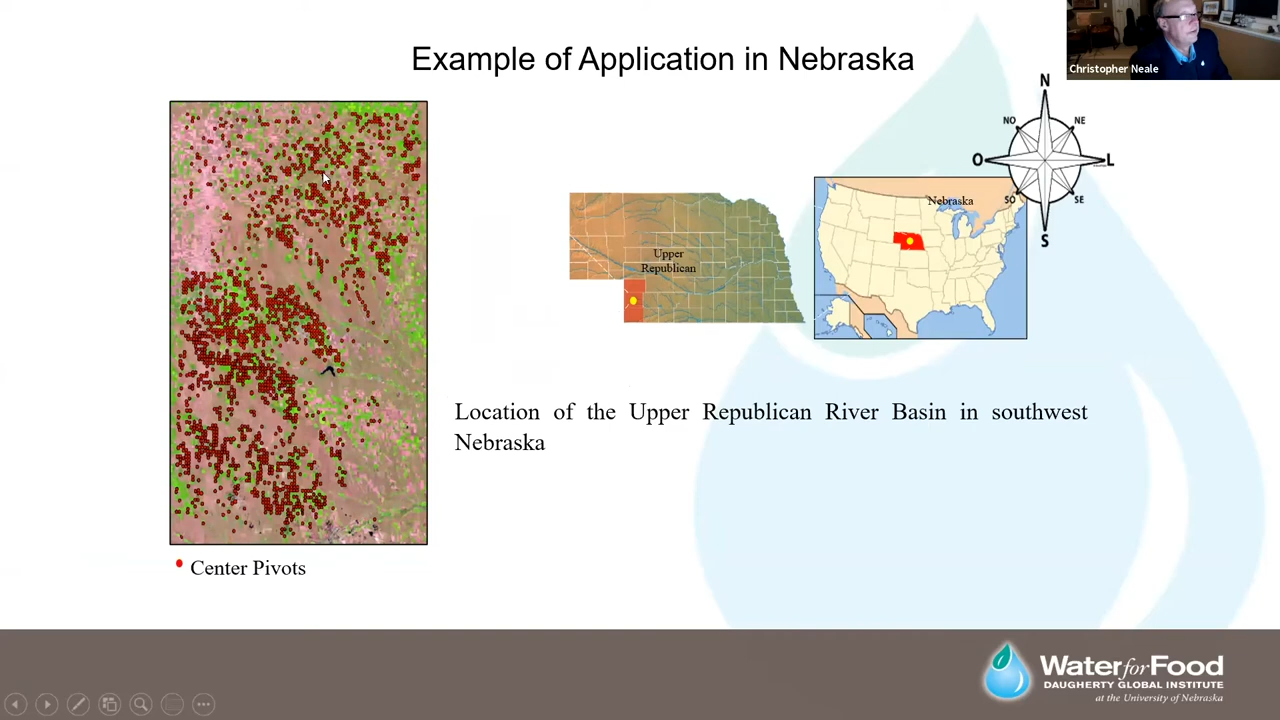 Example of Application in Nebraska
Christopher Neale
N
NO
NE
O
L
SO
SE
S
Nebraska
Upper
Republican
Location of the Upper Republican River Basin in southwest
Nebraska
• Center Pivots
Water for Food
DAUGHERTY GLOBAL INSTITUTE
at the University of Nebraska